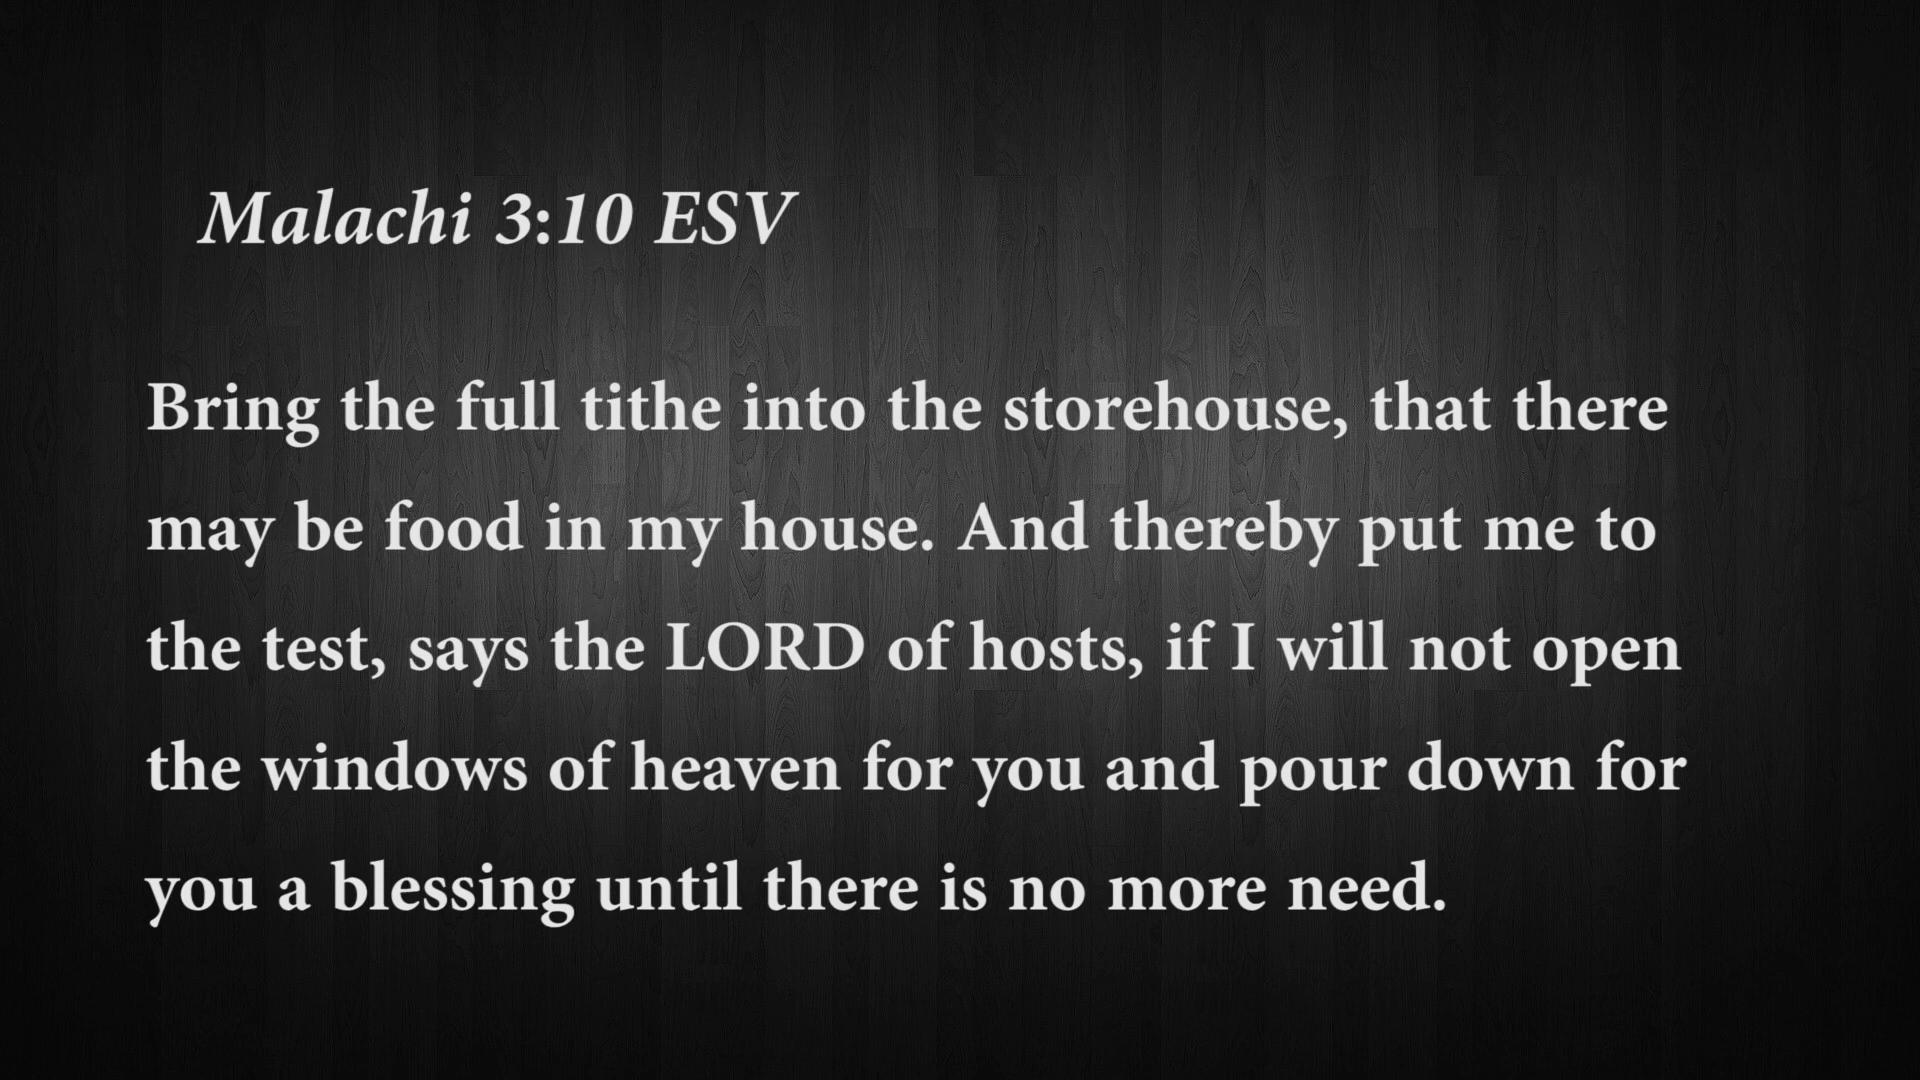 Malachi 3:10 ESV
Bring the full tithe into the storehouse, that there
may be food in my house. And thereby put me to
the test, says the LORD of hosts, if I will not open
the windows of heaven for you and pour down for
you a blessing until there is no more need.